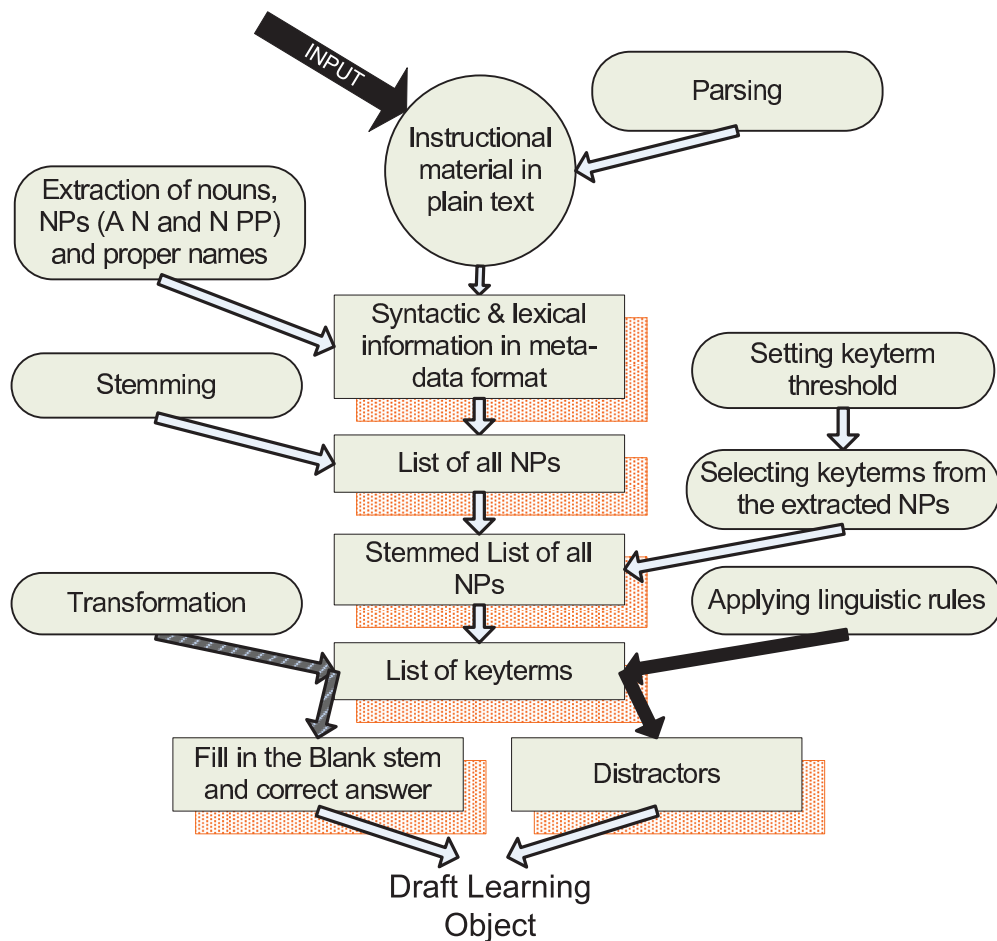 INPUT
Parsing
Instructional
material in
plain text
Extraction of nouns,
NPs (A N and N PP)
and proper names
Syntactic & lexical
information in meta-
data format
Setting keyterm
threshold
Stemming
List of all NPs
Selecting keyterms from
the extracted NPs
Stemmed List of all
NPs
Transformation
Applying linguistic rules
List of keyterms
Fill in the Blank stem
and correct answer
Distractors
Draft Learning
Object